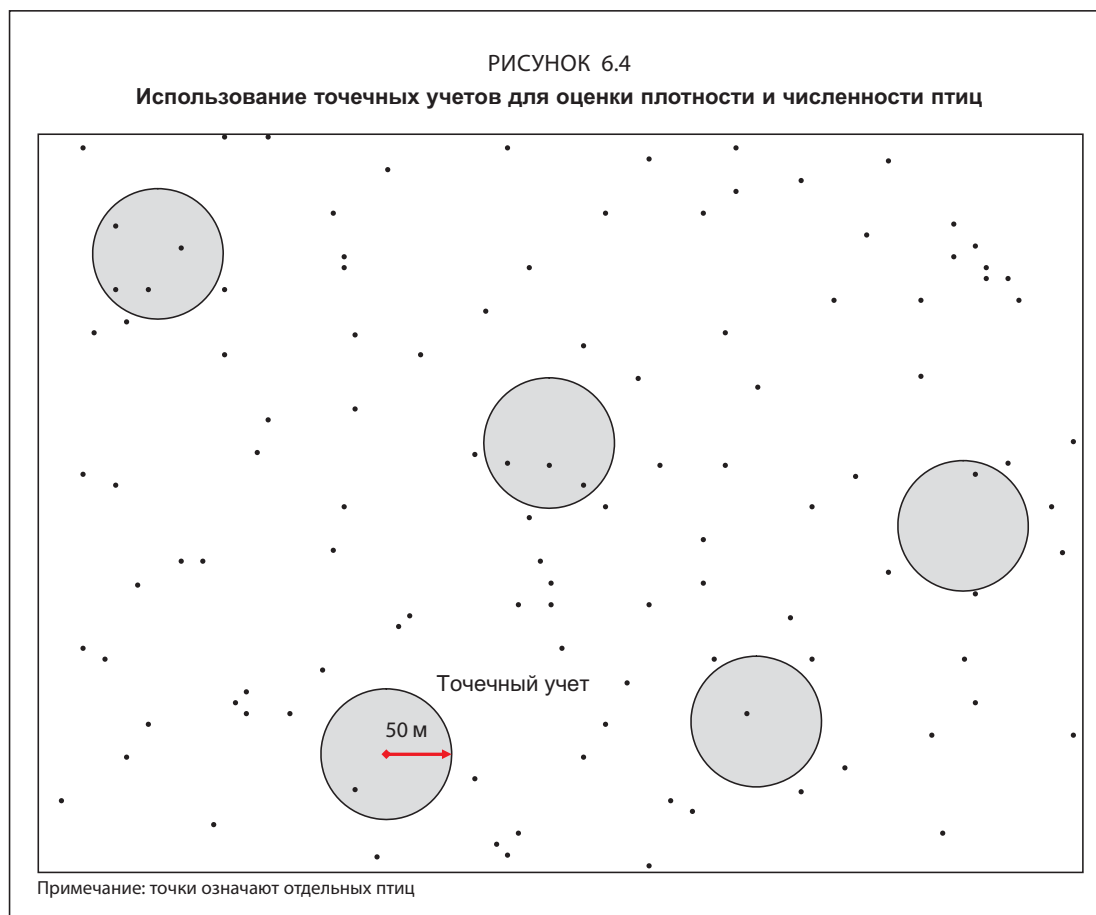 РИСУНОК 6.4
Использование точечных учетов для оценки плотности и численности птиц
Точечный учет
50 м
Примечание: точки означают отдельных птиц